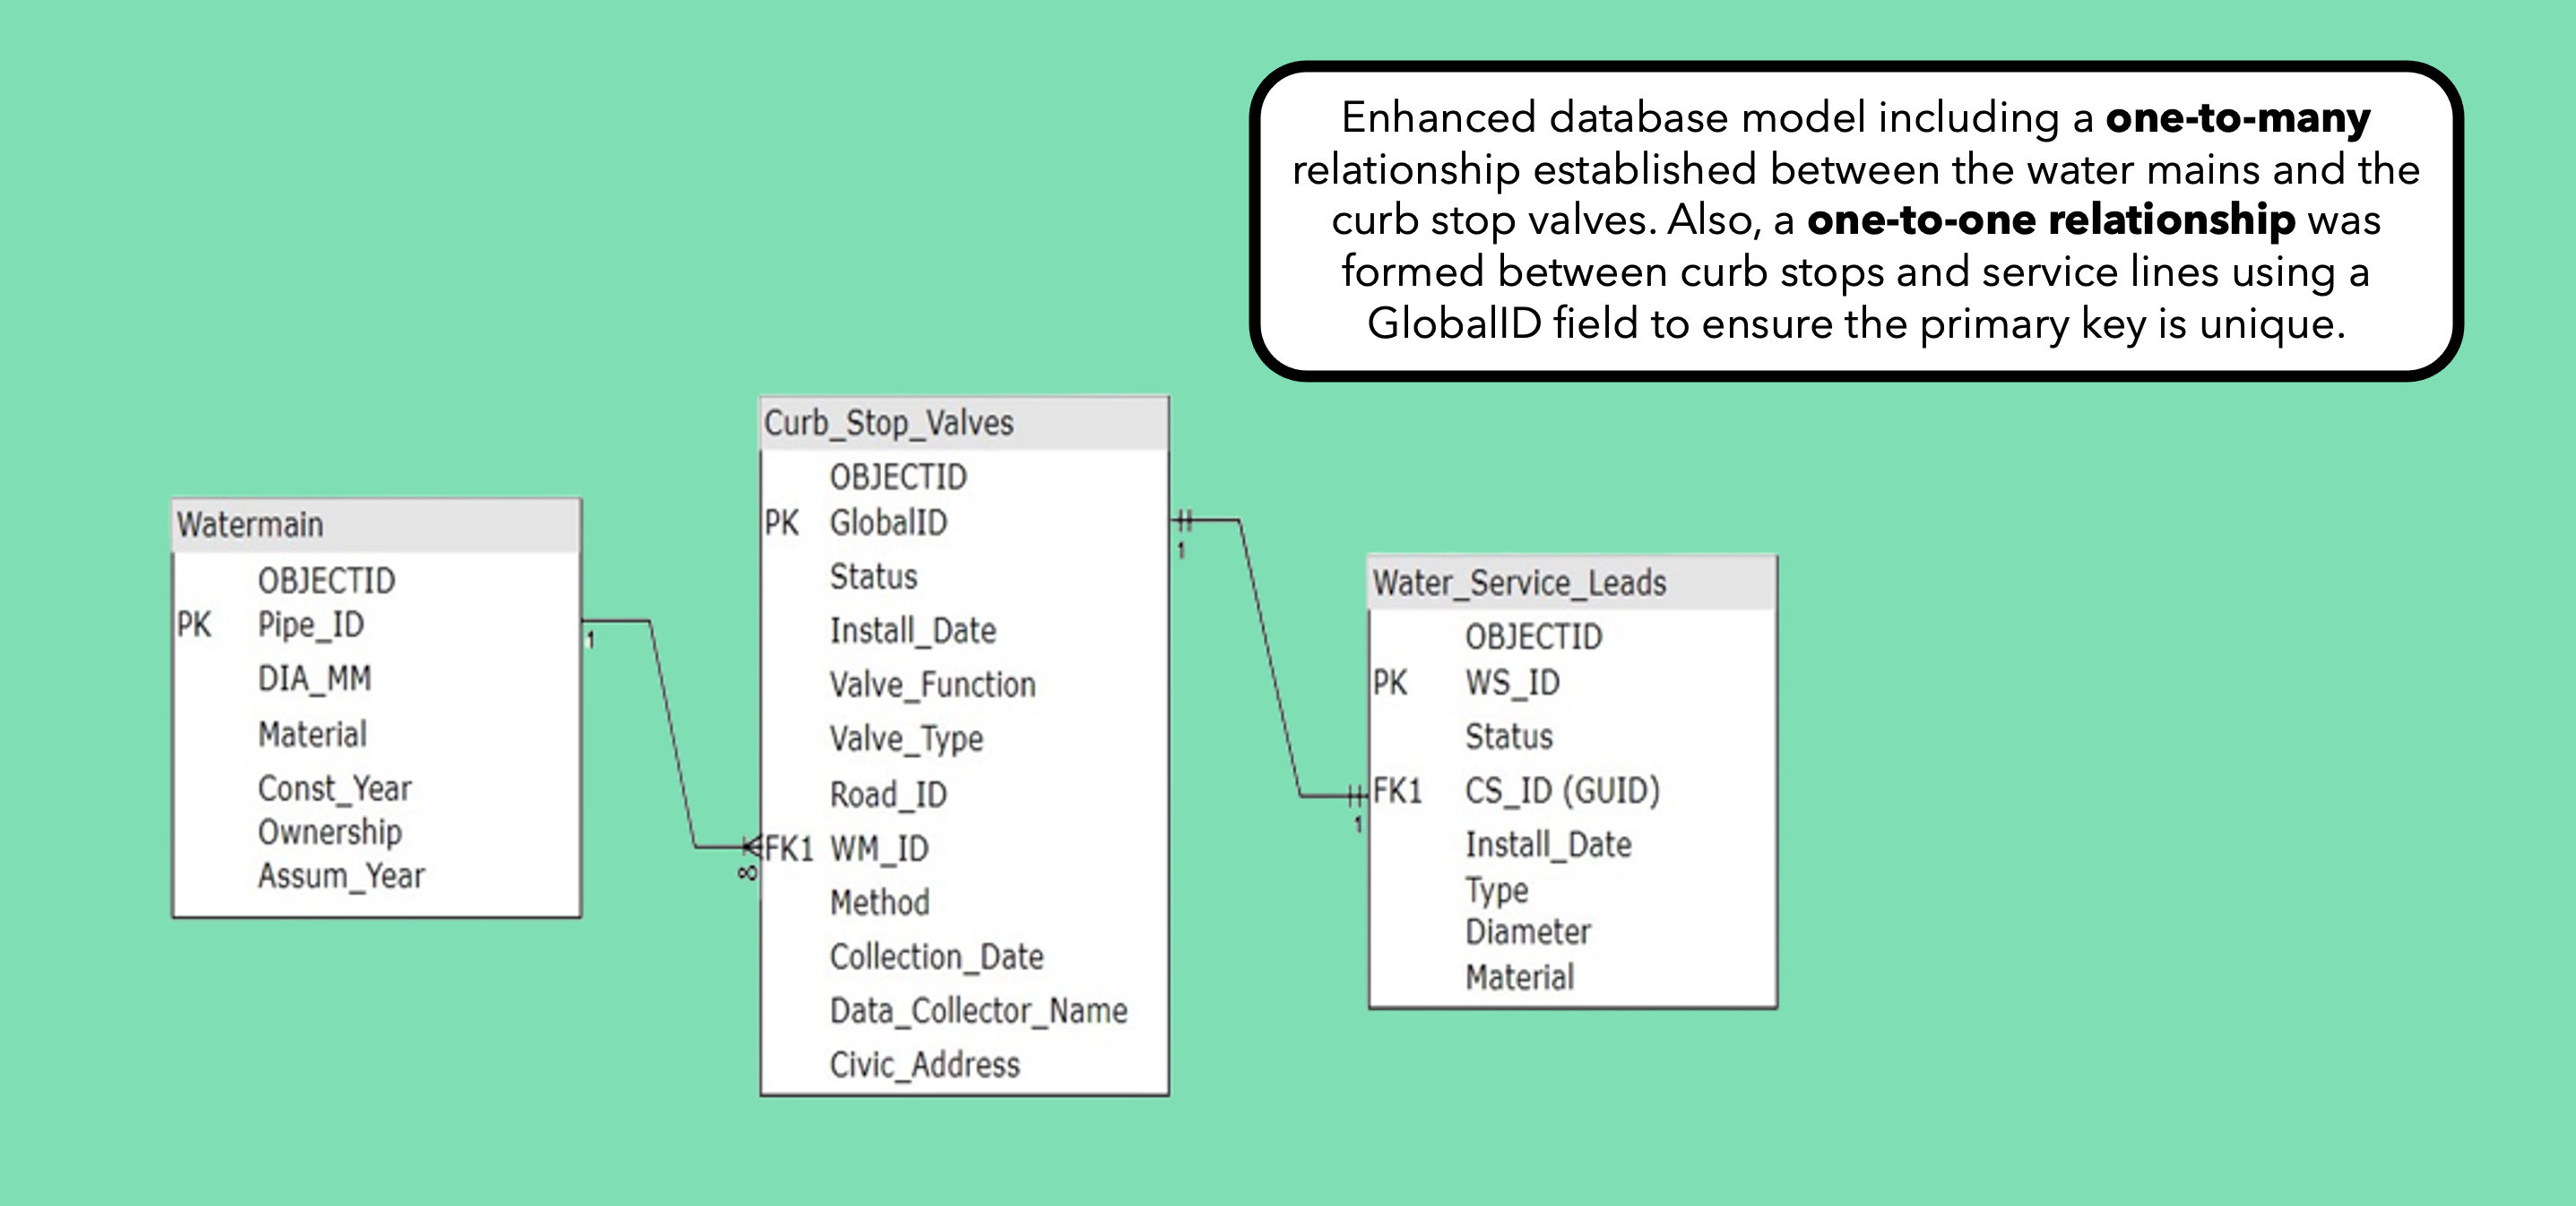 Enhanced database model including a one-to-many
relationship established between the water mains and the
curb stop valves. Also, a one-to-one relationship was
formed between curb stops and service lines using a
GlobalID field to ensure the primary key is unique.
Watermain
OBJECTID
PK Pipe_ID
DIA_MM
Material
Const_Year
Ownership
Assum_Year
1
∞
Curb_Stop_Valves
OBJECTID
PK GlobalID
Status
Install_Date
Valve_Function
Valve_Type
Road_ID
FK1 WM_ID
Method
Collection_Date
Data_Collector_Name
Civic_Address
1
1
Water_Service_Leads
OBJECTID
PK WS_ID
Status
FK1 CS_ID (GUID)
Install_Date
Type
Diameter
Material